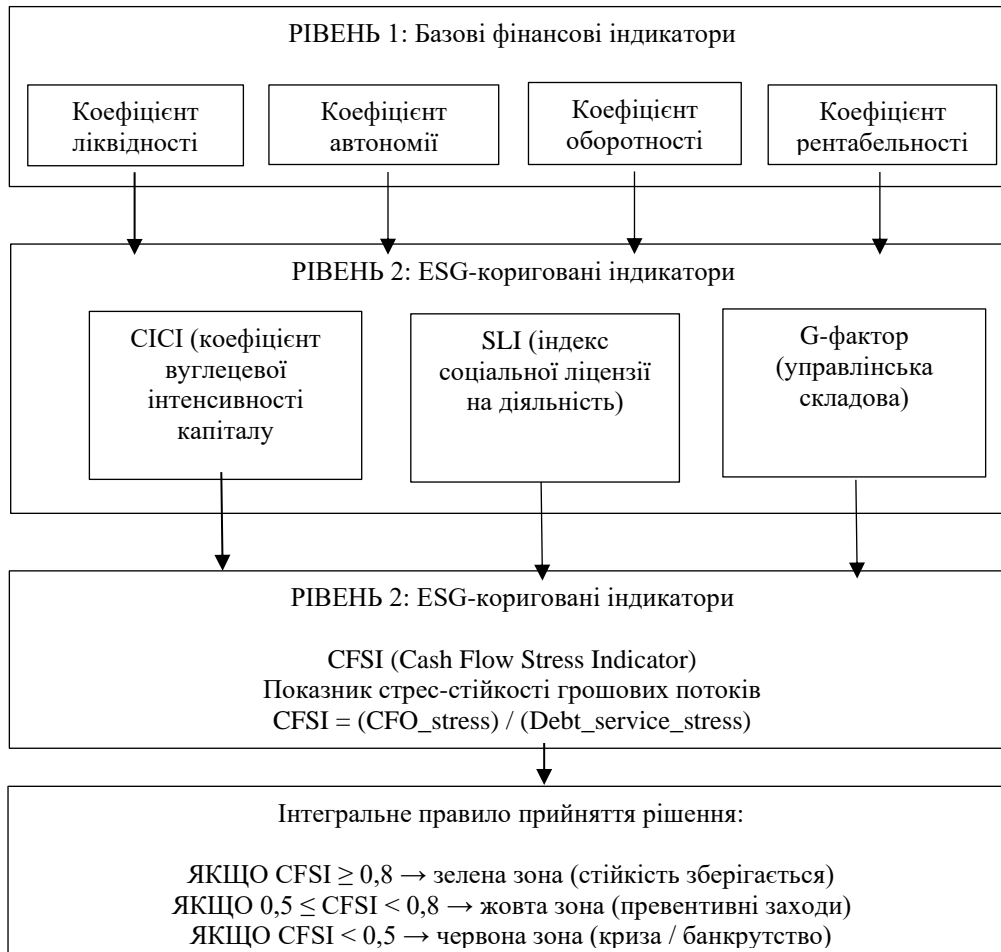 РІВЕНЬ 1: Базові фінансові індикатори
Коефіцієнт
ліквідності
Коефіцієнт
автономії
Коефіцієнт
оборотності
Коефіцієнт
рентабельності
РІВЕНЬ 2: ESG-кориговані індикатори
CICI (коефіцієнт
вуглецевої
інтенсивності
капіталу
SLI (індекс
соціальної ліцензії
на діяльність)
G-фактор
(управлінська
складова)
РІВЕНЬ 2: ESG-кориговані індикатори
CFSI (Cash Flow Stress Indicator)
Показник стрес-стійкості грошових потоків
CFSI = (CFO_stress) / (Debt_service_stress)
Інтегральне правило прийняття рішення:
ЯКЩО CFSI ≥ 0,8 → зелена зона (стійкість зберігається)
ЯКЩО 0,5 ≤ CFSI < 0,8 → жовта зона (превентивні заходи)
ЯКЩО CFSI < 0,5 → червона зона (криза / банкрутство)